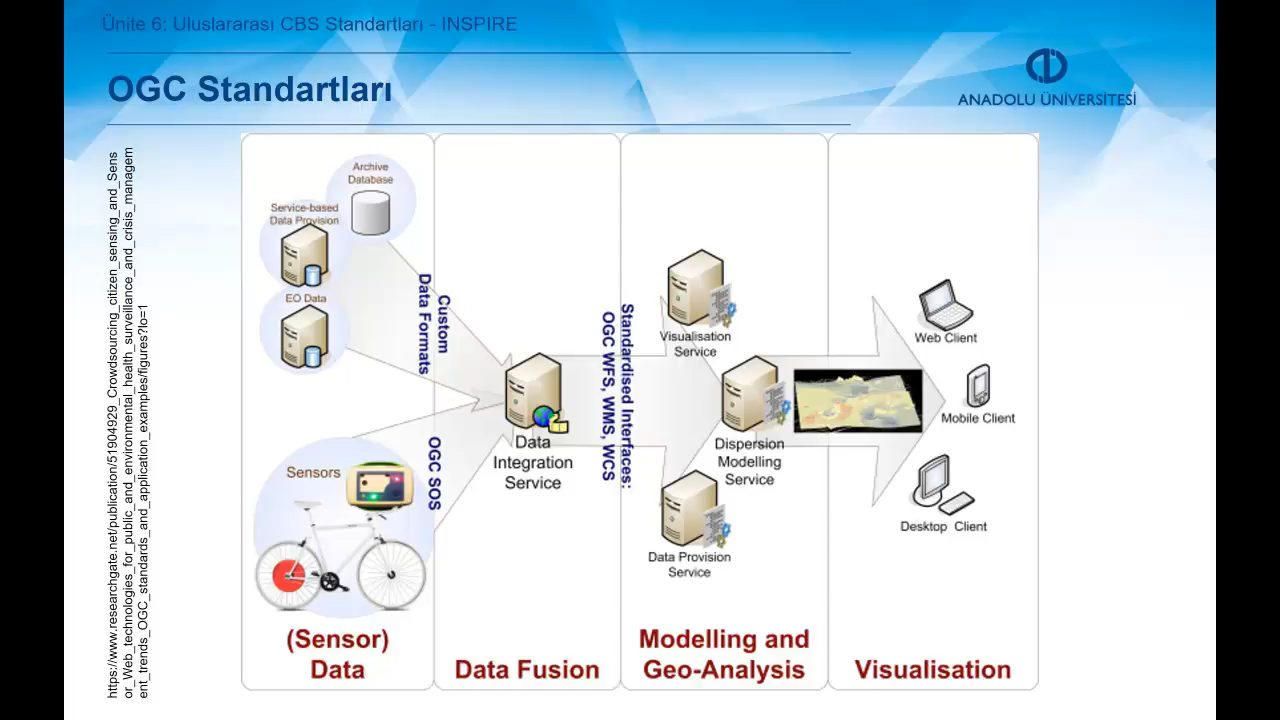 Ünite 6: Uluslararası CBS Standartları - INSPIRE
OGC Standartları
ANADOLU ÜNİVERSİTESİ
https://www.researchgate.net/publication/51904929_Crowdsourcing_citizen_sensing_and_Sens
or_Web_technologies_for_public_and_environmental_health_surveillance_and_crisis_managem
ent_trends_OGC_standards_and_application_examples/figures?lo=1
Archive
Database
Service-based
Data Provision
EO Data
Custom
Data Formats
Sensors
OGC SOS
(Sensor)
Data
Data
Integration
Service
Data Fusion
Standardised Interfaces:
OGC WFS, WMS, WCS
Visualisation
Service
Dispersion
Modelling
Service
Data Provision
Service
Modelling and
Geo-Analysis
Web Client
Mobile Client
Desktop Client
Visualisation